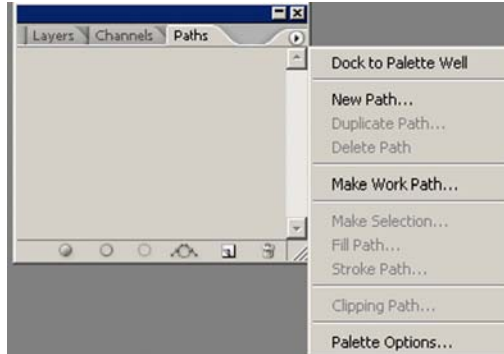 Layers Channels Paths
Dock to Palette Well
New Path...
Duplicate Path...
Delete Path
Make Work Path...
Make Selection...
Fill Path...
Stroke Path...
Clipping Path...
Palette Options...